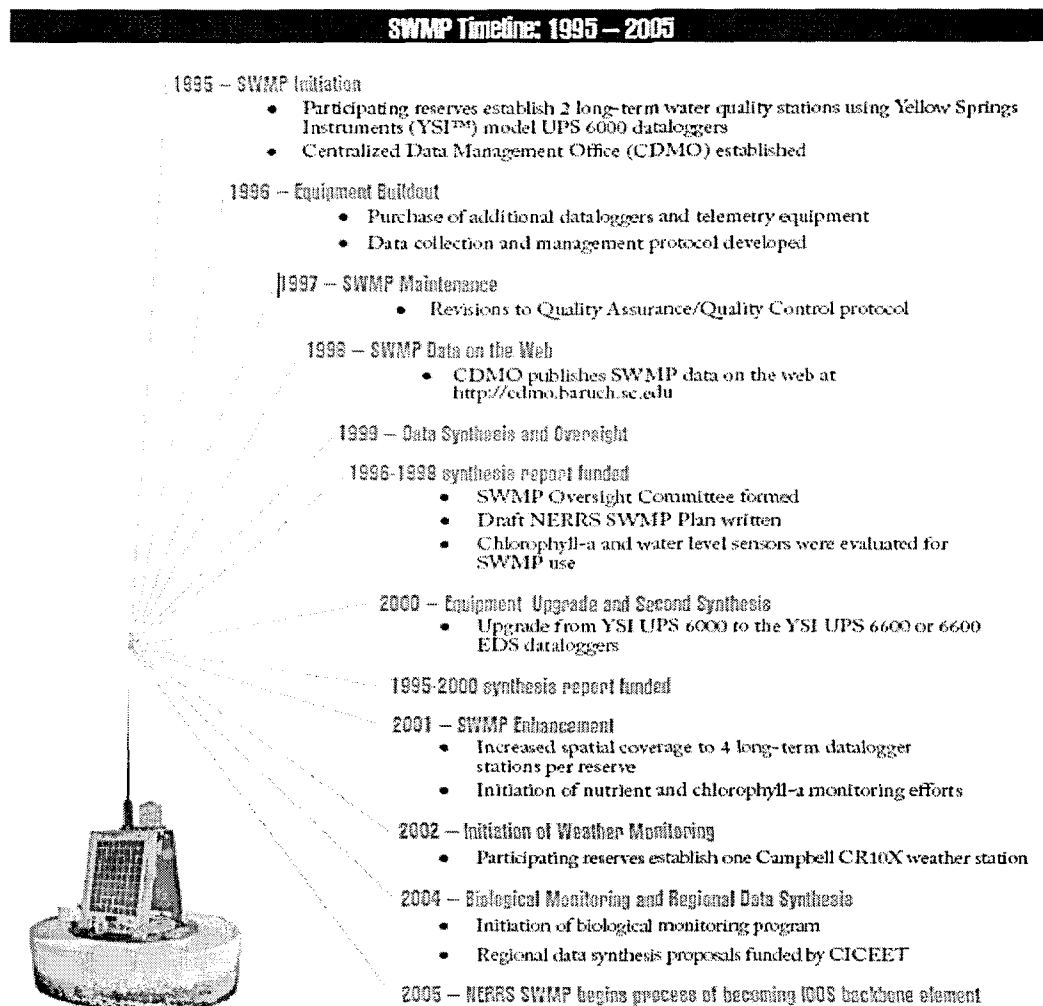 SWMP Timeline: 1995 – 2005
1995 – SWMP Initiation
• Participating reserves establish 2 long-term water quality stations using Yellow Springs
Instruments (YSI™) model UPS 6000 dataloggers
• Centralized Data Management Office (CDMO) established
1996 – Equipment Buildout
• Purchase of additional dataloggers and telemetry equipment
• Data collection and management protocol developed
1997 – SWMP Maintenance
• Revisions to Quality Assurance/Quality Control protocol
1998 – SWMP Data on the Web
• CDMO publishes SWMP data on the web at
http://cdmo.baruch.sc.edu
1999 – Data Synthesis and Oversight
1996-1998 synthesis report funded
• SWMP Oversight Committee formed
• Draft NERRS SWMP Plan written
• Chlorophyll-a and water level sensors were evaluated for
SWMP use
2000 – Equipment Upgrade and Second Synthesis
• Upgrade from YSI UPS 6000 to the YSI UPS 6600 or 6600
EDS dataloggers
1995-2000 synthesis report funded
2001 – SWMP Enhancement
• Increased spatial coverage to 4 long-term datalogger
stations per reserve
• Initiation of nutrient and chlorophyll-a monitoring efforts
2002 – Initiation of Weather Monitoring
• Participating reserves establish one Campbell CR10X weather station
2004 – Biological Monitoring and Regional Data Synthesis
• Initiation of biological monitoring program
• Regional data synthesis proposals funded by CICEET
2005 – NERRS SWMP begins process of becoming IOOS backbone element